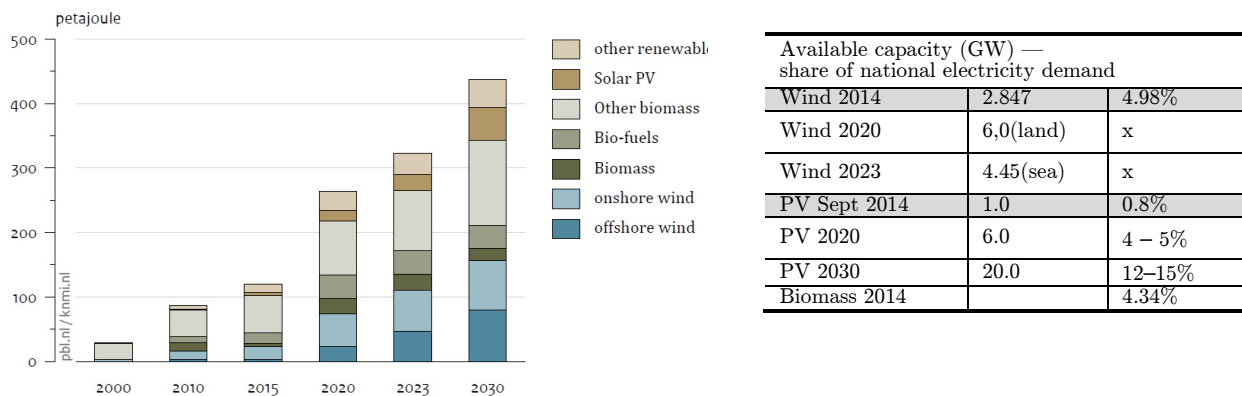 petajoule
500
400
300
200
100
0
pbl.nl / knmi.nl
2000 2010 2015 2020 2023 2030
other renewabl
Solar PV
Other biomass
Bio-fuels
Biomass
onshore wind
offshore wind
Available capacity (GW) —
share of national electricity demand
Wind 2014 2.847 4.98%
Wind 2020 6,0(land) x
Wind 2023 4.45(sea) x
PV Sept 2014 1.0 0.8%
PV 2020 6.0 4 – 5%
PV 2030 20.0 12–15%
Biomass 2014 4.34%